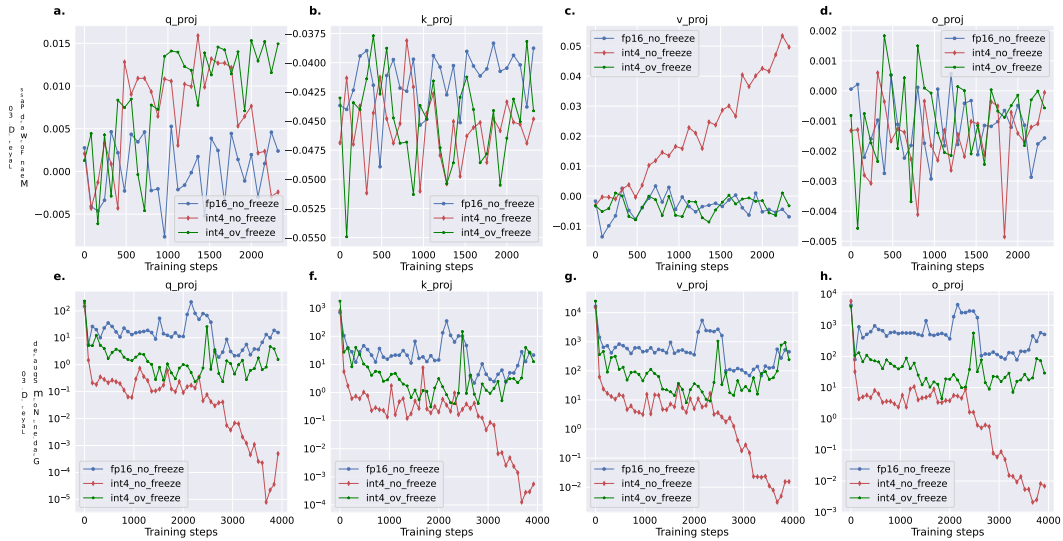 a. b. c. d.
q_proj k_proj v_proj o_proj
0.015
0.010
0.005
0.000
−0.005
−0.0375
−0.0400
−0.0425
−0.0450
−0.0475
−0.0500
−0.0525
−0.0550
0.05
0.04
0.03
0.02
0.01
0.00
−0.01
0.002
0.001
0.000
−0.001
−0.002
−0.003
−0.004
−0.005
fp16_no_freeze
int4_no_freeze
int4_ov_freeze
fp16_no_freeze
int4_no_freeze
int4_ov_freeze
fp16_no_freeze
int4_no_freeze
int4_ov_freeze
fp16_no_freeze
int4_no_freeze
int4_ov_freeze
0 500 1000 1500 2000
0 500 1000 1500 2000
0 500 1000 1500 2000
0 1000 2000
Training steps Training steps Training steps Training steps
e. f. g. h.
q_proj k_proj v_proj o_proj
10²
10¹
10⁰
10⁻¹
10⁻²
10⁻³
10⁻⁴
10⁻⁵
10³
10²
10¹
10⁰
10⁻¹
10⁻²
10⁻³
10⁻⁴
10⁴
10³
10²
10¹
10⁰
10⁻¹
10⁻²
10⁴
10³
10²
10¹
10⁰
10⁻¹
10⁻²
10⁻³
fp16_no_freeze
int4_no_freeze
int4_ov_freeze
fp16_no_freeze
int4_no_freeze
int4_ov_freeze
fp16_no_freeze
int4_no_freeze
int4_ov_freeze
fp16_no_freeze
int4_no_freeze
int4_ov_freeze
0 1000 2000 3000 4000
0 1000 2000 3000 4000
0 1000 2000 3000 4000
0 1000 2000 3000 4000
Training steps Training steps Training steps Training steps